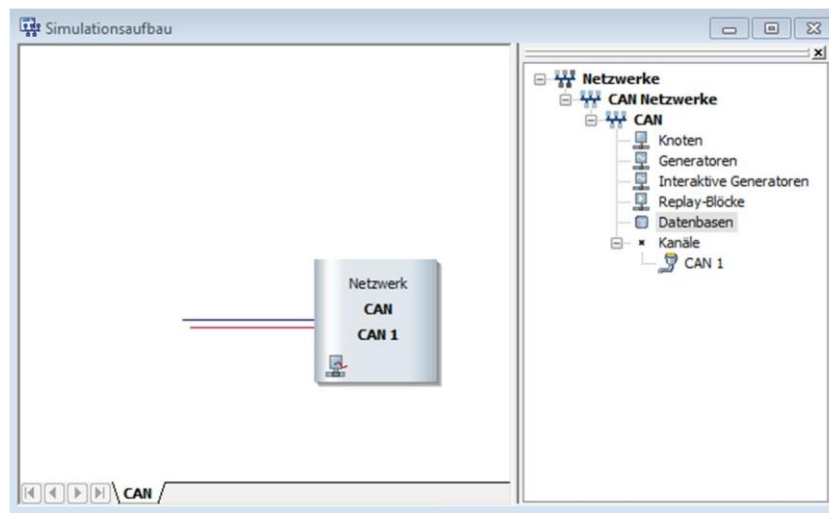 Simulationsaufbau
Netzwerk
CAN
CAN 1
CAN
Netzwerke
CAN Netzwerke
CAN
Knoten
Generatoren
Interaktive Generatoren
Replay-Blöcke
Datenbasen
Kanäle
CAN 1